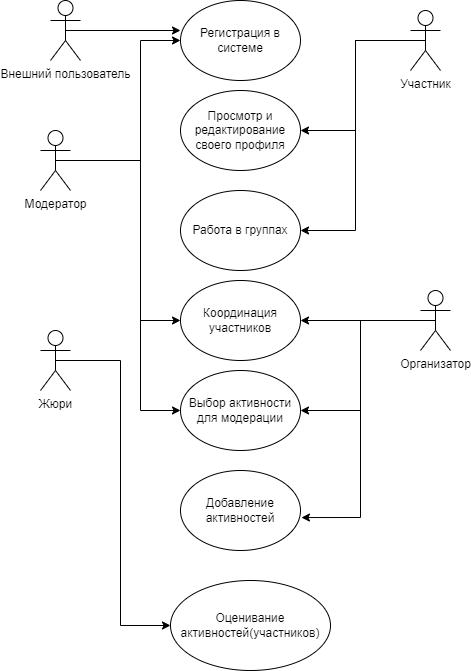 Регистрация в
системе
Внешний пользователь
Участник
Просмотр и
редактирование
своего профиля
Модератор
Работа в группах
Координация
участников
Организатор
Жюри
Выбор активности
для модерации
Добавление
активностей
Оценивание
активностей(участников)